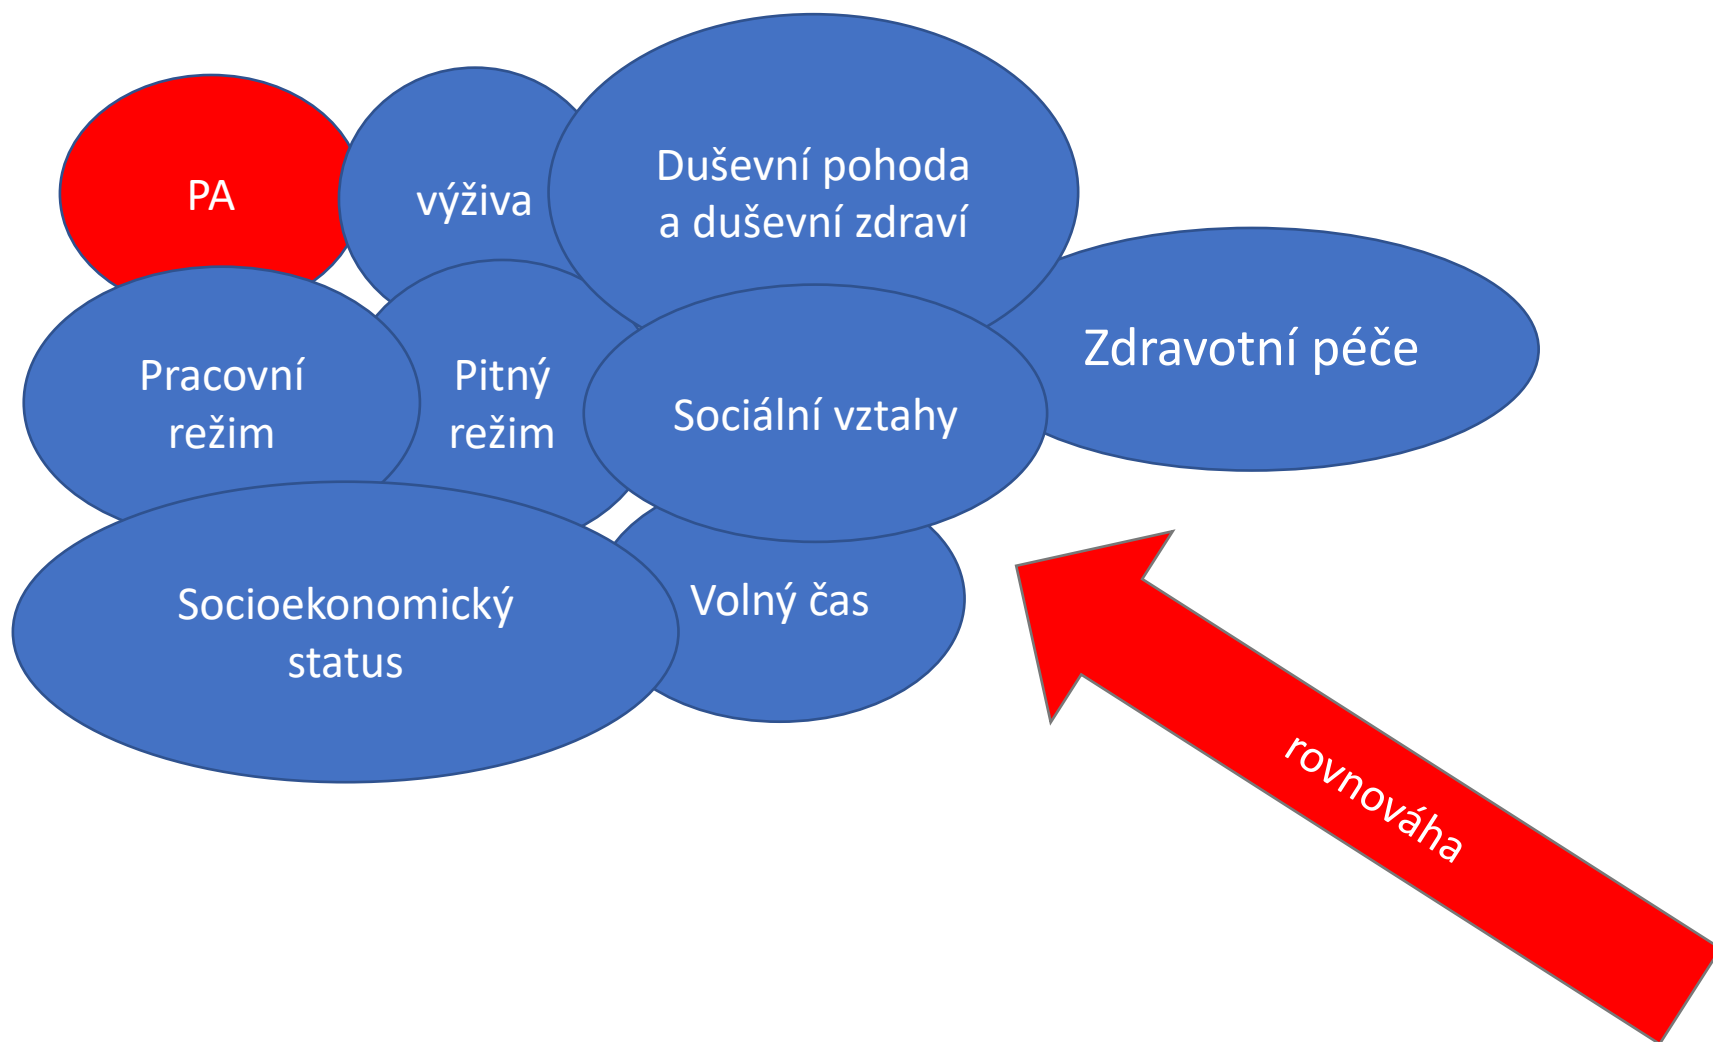 PA
výživa
Duševní pohoda
a duševní zdraví
Zdravotní péče
Pracovní
režim
Pitný
režim
Sociální vztahy
Socioekonomický
status
Volný čas
rovnováha